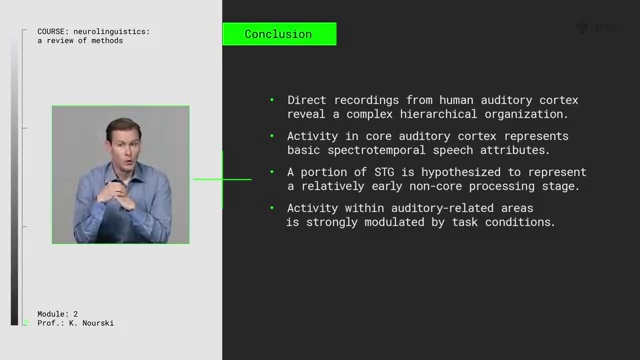 COURSE: neurolinguistics:
a review of methods
Conclusion
• Direct recordings from human auditory cortex
reveal a complex hierarchical organization.
• Activity in core auditory cortex represents
basic spectrotemporal speech attributes.
• A portion of STG is hypothesized to represent
a relatively early non-core processing stage.
• Activity within auditory-related areas
is strongly modulated by task conditions.
Module: 2
Prof.: K. Nourski